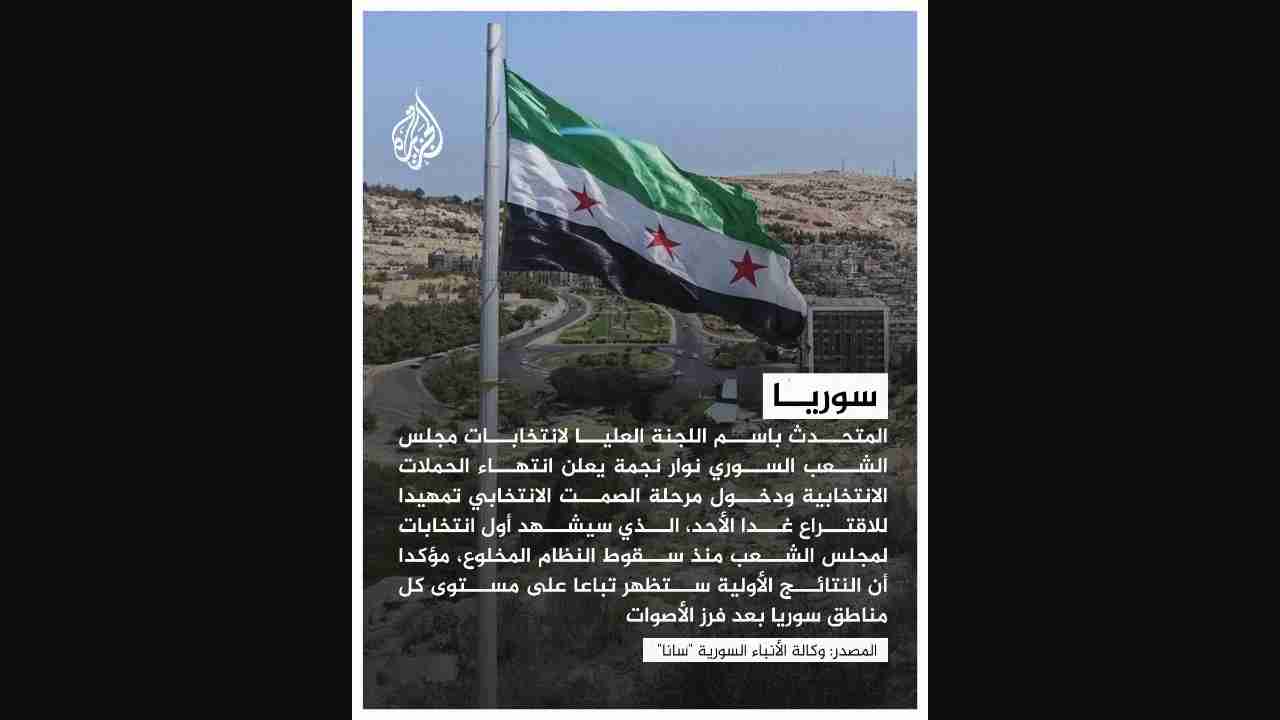 الجزيرة
سوريا
المتحدث باسم اللجنة العليا لانتخابات مجلس
الشعب السوري نوار نجمة يعلن انتهاء الحملات
الانتخابية ودخول مرحلة الصمت الانتخابي تمهيدا
للاقتراع غدا الأحد، الذي سيشهد أول انتخابات
لمجلس الشعب منذ سقوط النظام المخلوع، مؤكدا
أن النتائج الأولية ستظهر تباعا على مستوى كل
مناطق سوريا بعد فرز الأصوات
المصدر: وكالة الأنباء السورية "سانا"